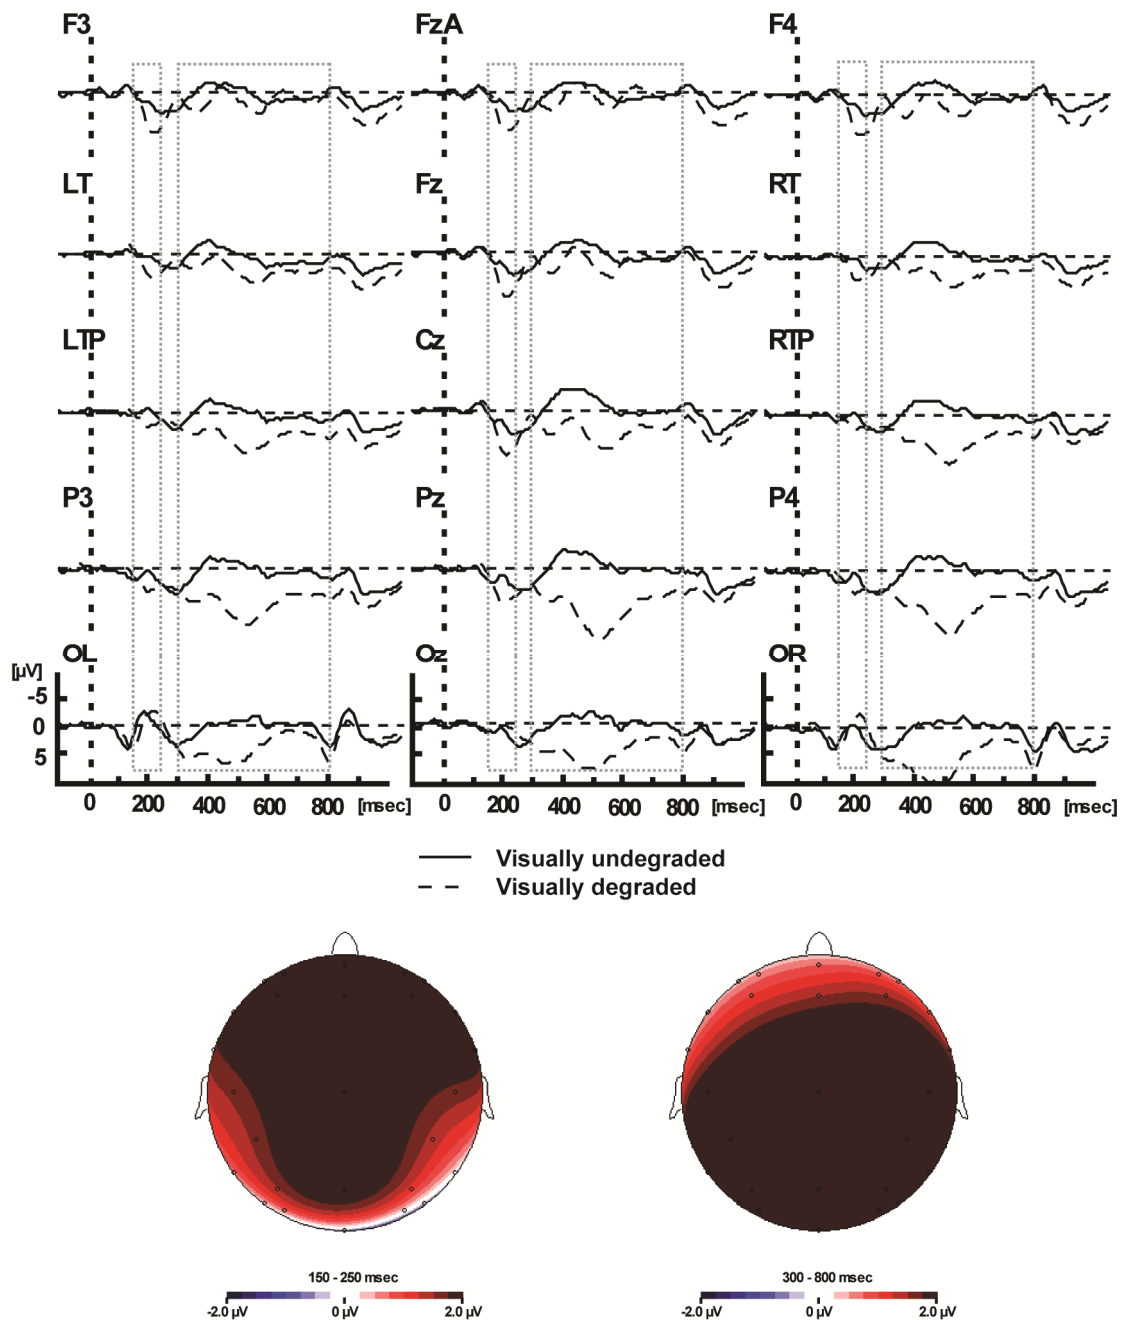 F3 FzA F4
LT Fz RT
LTP Cz RTP
P3 Pz P4
OL Oz OR
[µV]
-5
0
5
0 200 400 600 800 [msec] 0 200 400 600 800 [msec] 0 200 400 600 800 [msec]
Visually undegraded
Visually degraded
150 - 250 msec 300 - 800 msec
-2.0 µV 0 µV 2.0 µV -2.0 µV 0 µV 2.0 µV